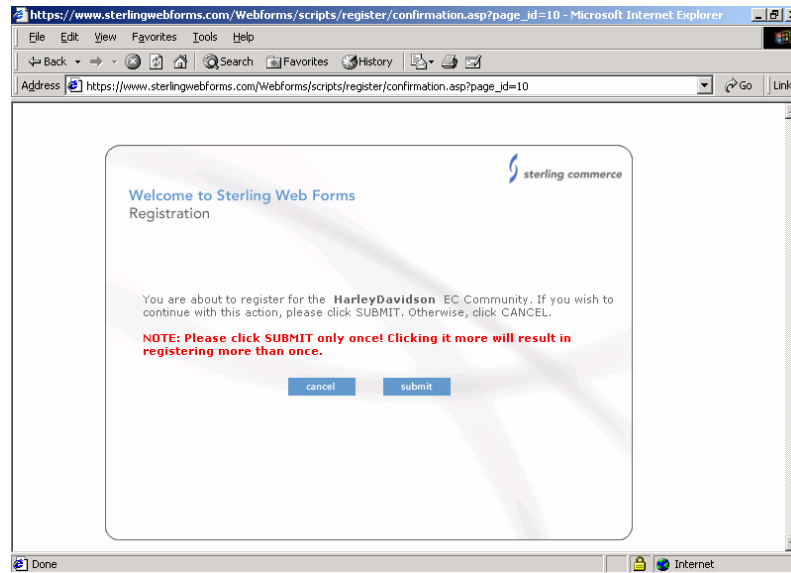 https://www.sterlingwebforms.com/Webforms/scripts/register/confirmation.asp?page_id=10 - Microsoft Internet Explorer
File Edit View Favorites Tools Help
Back Search Favorites History
Address https://www.sterlingwebforms.com/Webforms/scripts/register/confirmation.asp?page_id=10 Go Link
sterling commerce
Welcome to Sterling Web Forms
Registration
You are about to register for the HarleyDavidson EC Community. If you wish to
continue with this action, please click SUBMIT. Otherwise, click CANCEL.
NOTE: Please click SUBMIT only once! Clicking it more will result in
registering more than once.
cancel submit
Done Internet